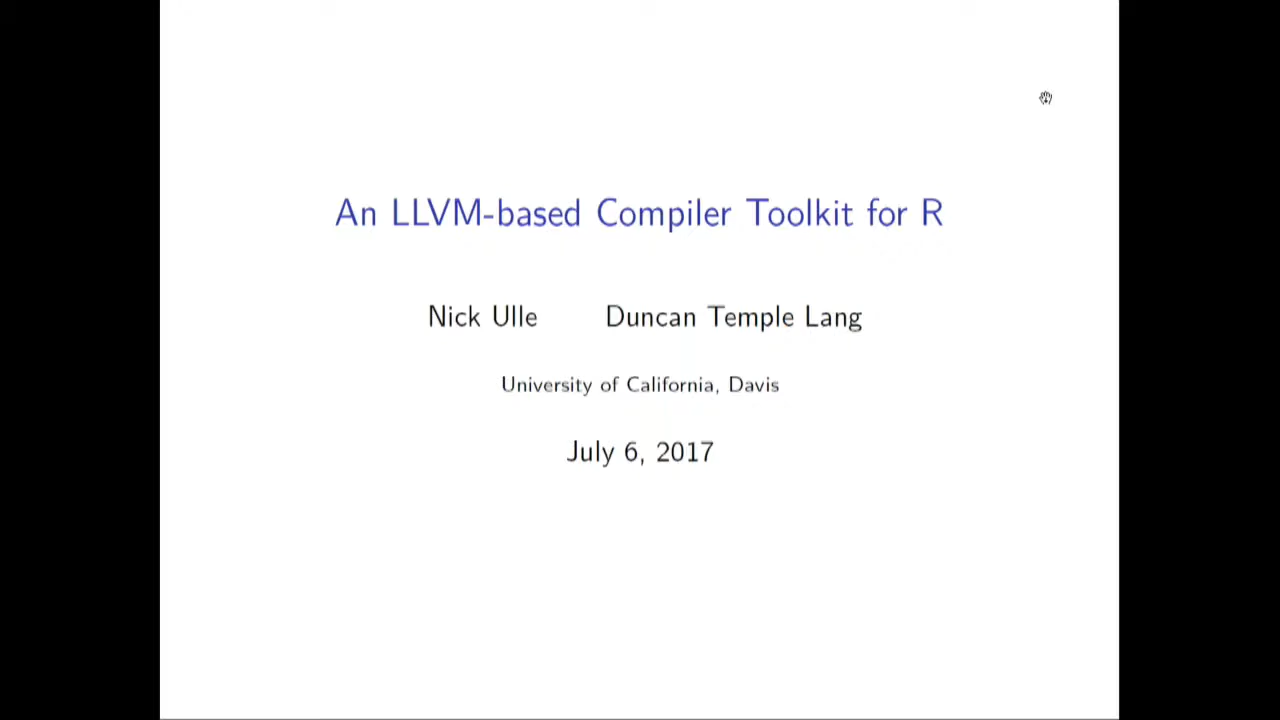 An LLVM-based Compiler Toolkit for R
Nick Ulle Duncan Temple Lang
University of California, Davis
July 6, 2017